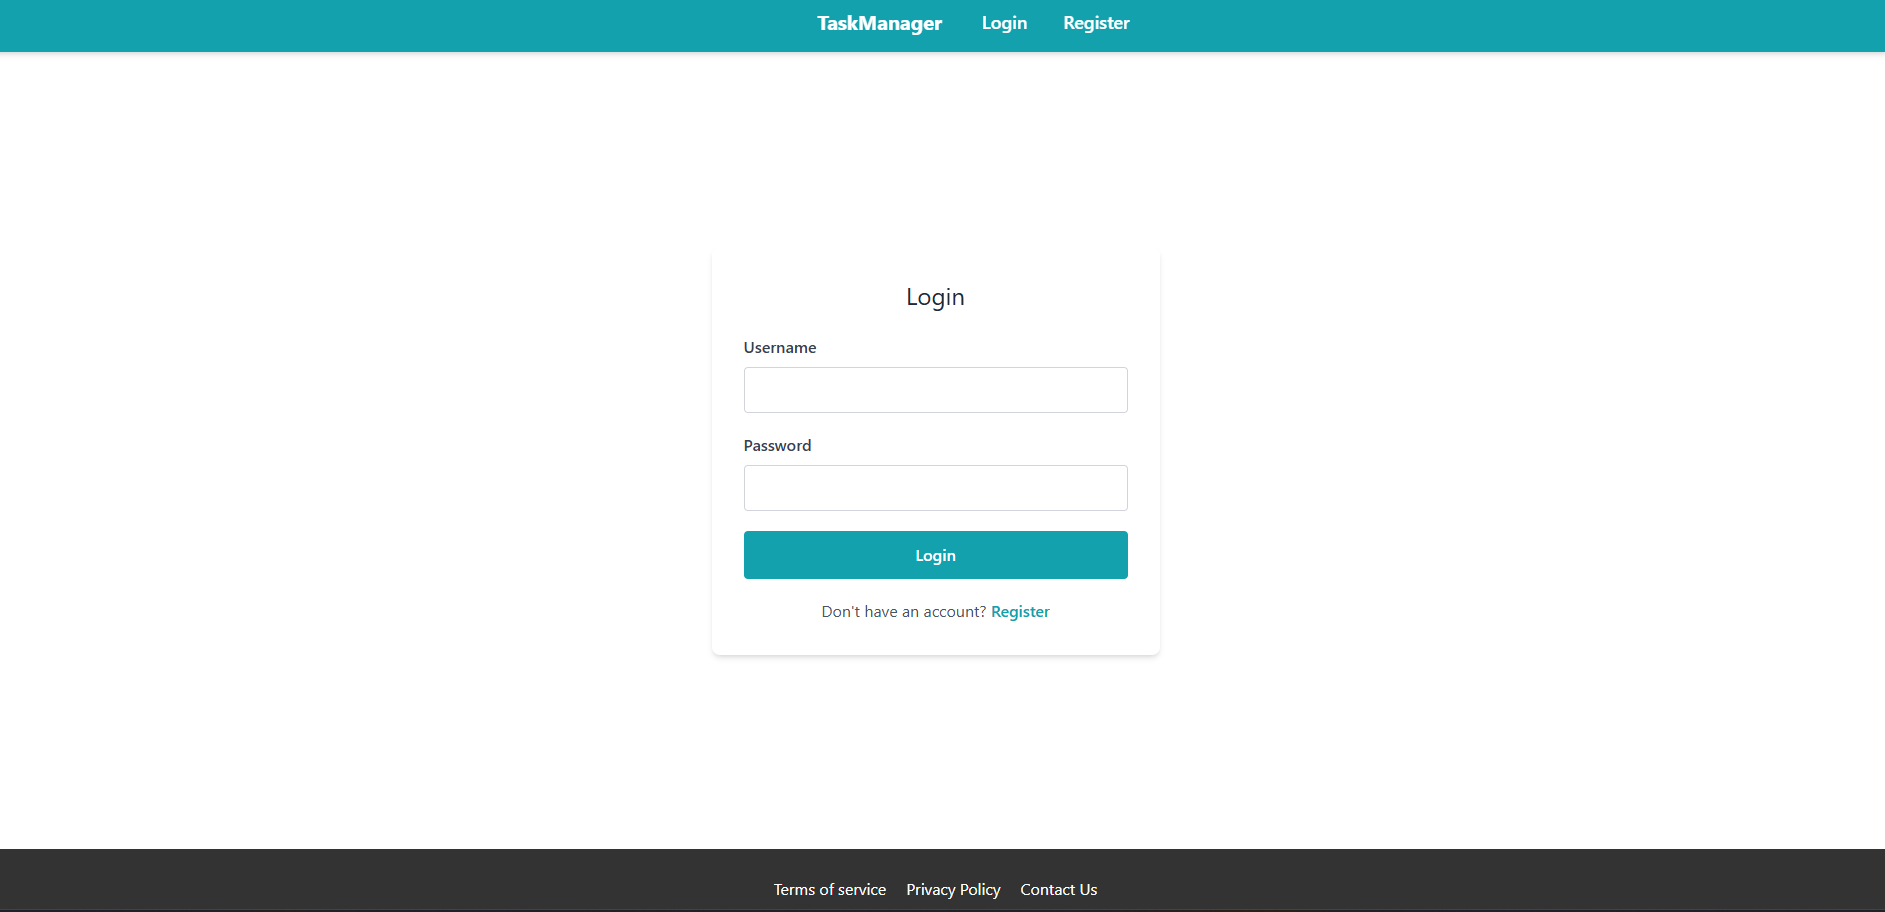 TaskManager Login Register
Login
Username
Password
Login
Don't have an account? Register
Terms of service Privacy Policy Contact Us